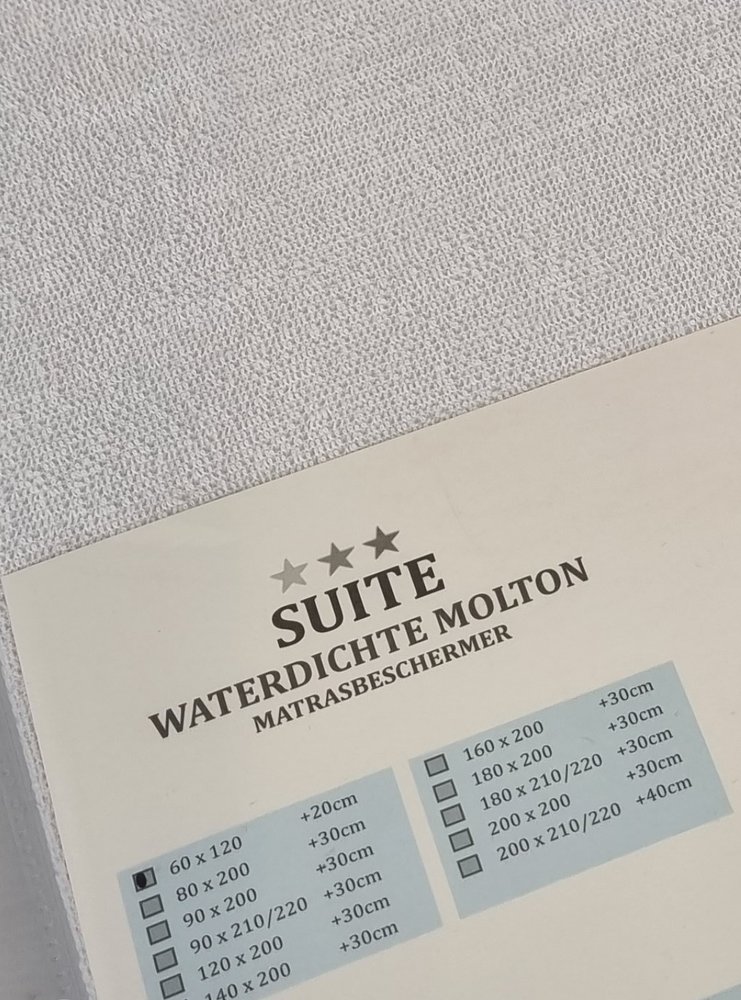 SUITE
WATERDICHTE MOLTON
MATRASBESCHERMER
60 x 120 +20cm
80 x 200 +30cm
90 x 200 +30cm
90 x 210/220 +30cm
120 x 200 +30cm
140 x 200 +30cm
160 x 200 +30cm
180 x 200 +30cm
180 x 210/220 +30cm
200 x 200 +30cm
200 x 210/220 +40cm